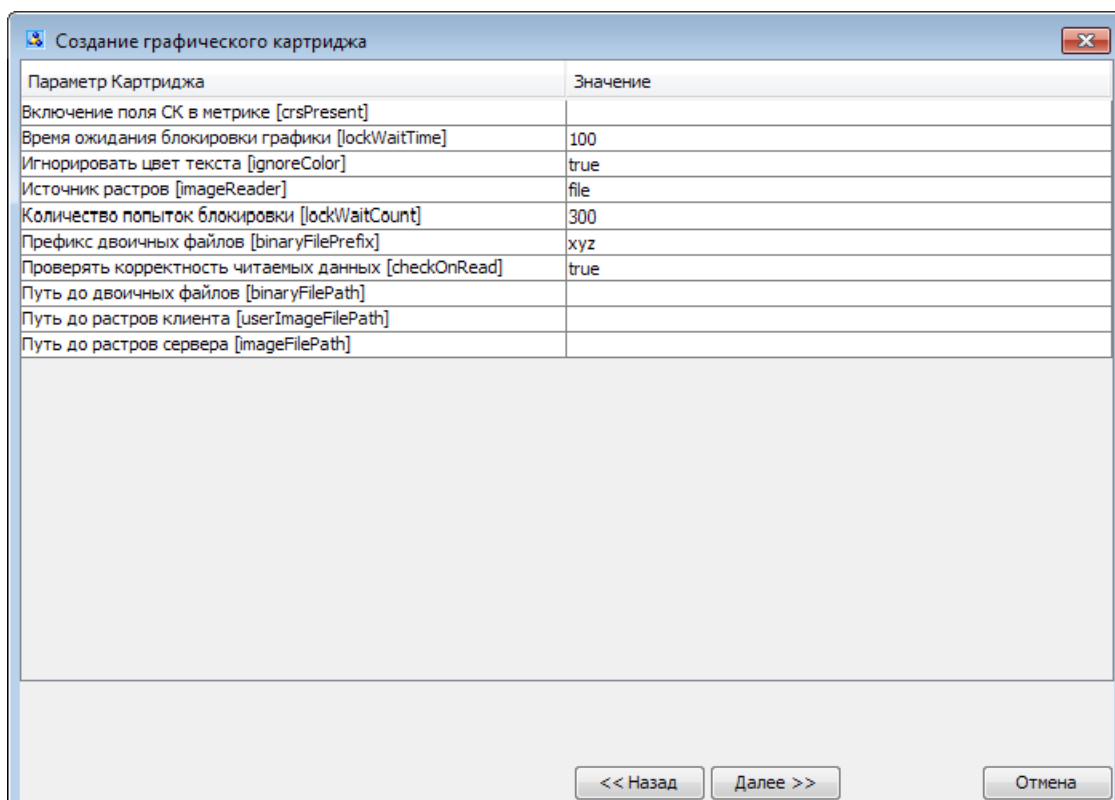 Создание графического картриджа
Параметр Картриджа Значение
Включение поля СК в метрике [crsPresent]
Время ожидания блокировки графики [lockWaitTime] 100
Игнорировать цвет текста [ignoreColor] true
Источник растров [imageReader] file
Количество попыток блокировки [lockWaitCount] 300
Префикс двоичных файлов [binaryFilePrefix] xyz
Проверять корректность читаемых данных [checkOnRead] true
Путь до двоичных файлов [binaryFilePath]
Путь до растров клиента [userImageFilePath]
Путь до растров сервера [imageFilePath]
<< Назад Далее >> Отмена